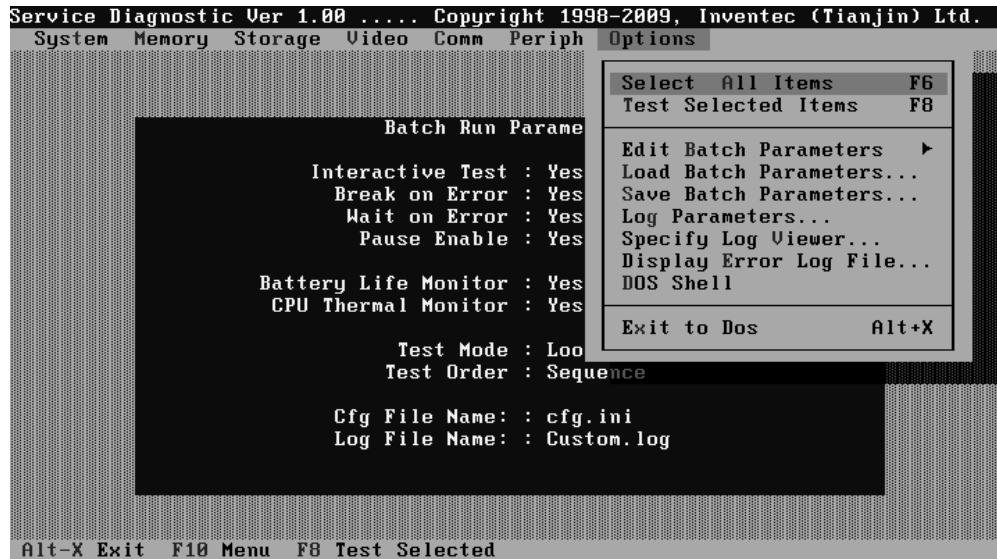 Service Diagnostic Ver 1.00 ..... Copyright 1998-2009, Inventec (Tianjin) Ltd.
System Memory Storage Video Comm Periph Options
Select All Items F6
Test Selected Items F8
Edit Batch Parameters ►
Load Batch Parameters...
Save Batch Parameters...
Log Parameters...
Specify Log Viewer...
Display Error Log File...
DOS Shell
Exit to Dos Alt+X
Batch Run Parame
Interactive Test : Yes
Break on Error : Yes
Wait on Error : Yes
Pause Enable : Yes
Battery Life Monitor : Yes
CPU Thermal Monitor : Yes
Test Mode : Loo
Test Order : Sequence
Cfg File Name: : cfg.ini
Log File Name: : Custom.log
Alt-X Exit F10 Menu F8 Test Selected